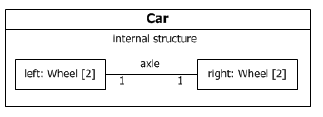 Car
internal structure
axle
left: Wheel [2]
1
1
right: Wheel [2]